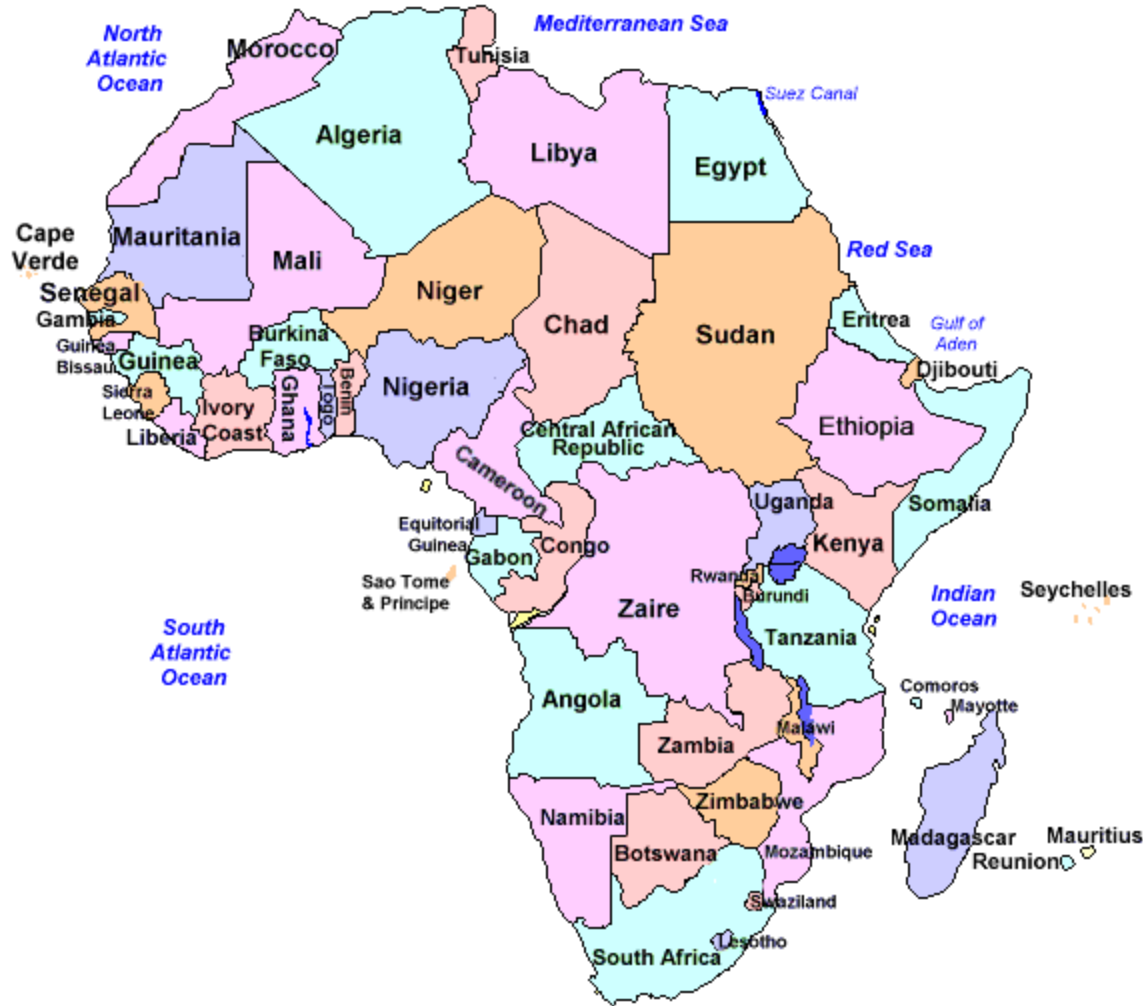 North
Atlantic
Ocean
Mediterranean Sea
Morocco
Tunisia
Suez Canal
Algeria
Libya
Egypt
Cape
Verde
Mauritania
Mali
Niger
Chad
Sudan
Red Sea
Senegal
Gambia
Guinea
Bissau
Guinea
Burkina
Faso
Eritrea
Gulf of
Aden
Djibouti
Sierra
Leone
Liberia
Ivory
Coast
Ghana
Togo
Benin
Nigeria
Ethiopia
Central African
Republic
Cameroon
Uganda
Somalia
Equitorial
Guinea
Gabon
Congo
Kenya
Sao Tome
& Principe
Rwanda
Burundi
Zaire
Tanzania
Indian
Ocean
Seychelles
South
Atlantic
Ocean
Angola
Zambia
Malawi
Comoros
Mayotte
Namibia
Zimbabwe
Botswana
Mozambique
Madagascar
Mauritius
Reunion
Swaziland
Lesotho
South Africa